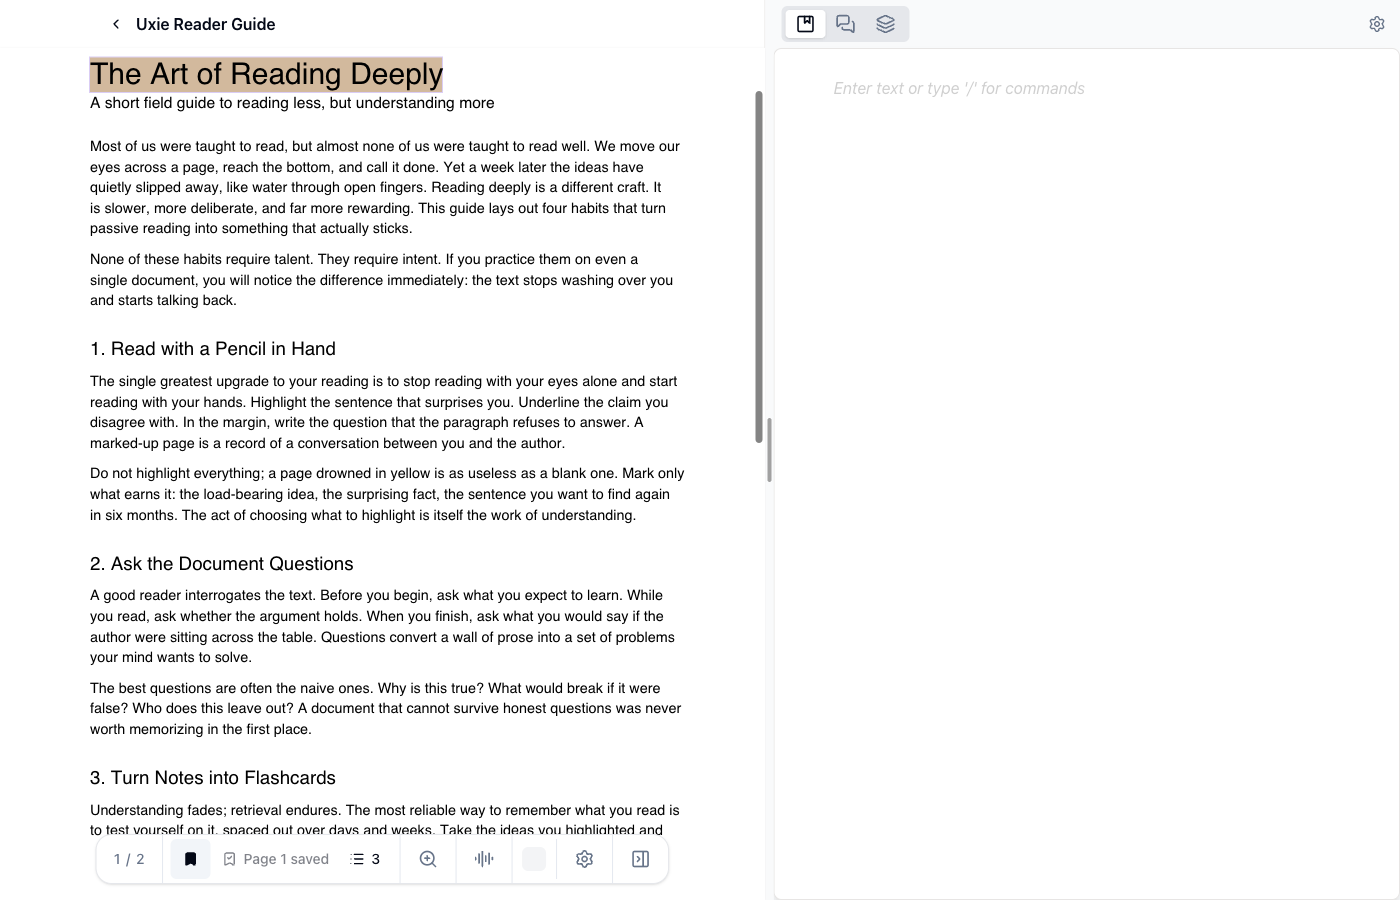 Uxie Reader Guide
The Art of Reading Deeply
A short field guide to reading less, but understanding more
Most of us were taught to read, but almost none of us were taught to read well. We move our
eyes across a page, reach the bottom, and call it done. Yet a week later the ideas have
quietly slipped away, like water through open fingers. Reading deeply is a different craft. It
is slower, more deliberate, and far more rewarding. This guide lays out four habits that turn
passive reading into something that actually sticks.
None of these habits require talent. They require intent. If you practice them on even a
single document, you will notice the difference immediately: the text stops washing over you
and starts talking back.
1. Read with a Pencil in Hand
The single greatest upgrade to your reading is to stop reading with your eyes alone and start
reading with your hands. Highlight the sentence that surprises you. Underline the claim you
disagree with. In the margin, write the question that the paragraph refuses to answer. A
marked-up page is a record of a conversation between you and the author.
Do not highlight everything; a page drowned in yellow is as useless as a blank one. Mark only
what earns it: the load-bearing idea, the surprising fact, the sentence you want to find again
in six months. The act of choosing what to highlight is itself the work of understanding.
2. Ask the Document Questions
A good reader interrogates the text. Before you begin, ask what you expect to learn. While
you read, ask whether the argument holds. When you finish, ask what you would say if the
author were sitting across the table. Questions convert a wall of prose into a set of problems
your mind wants to solve.
The best questions are often the naive ones. Why is this true? What would break if it were
false? Who does this leave out? A document that cannot survive honest questions was never
worth memorizing in the first place.
3. Turn Notes into Flashcards
Understanding fades; retrieval endures. The most reliable way to remember what you read is
to test yourself on it, spaced out over days and weeks. Take the ideas you highlighted and
1 / 2
Page 1 saved
3
Enter text or type '/' for commands